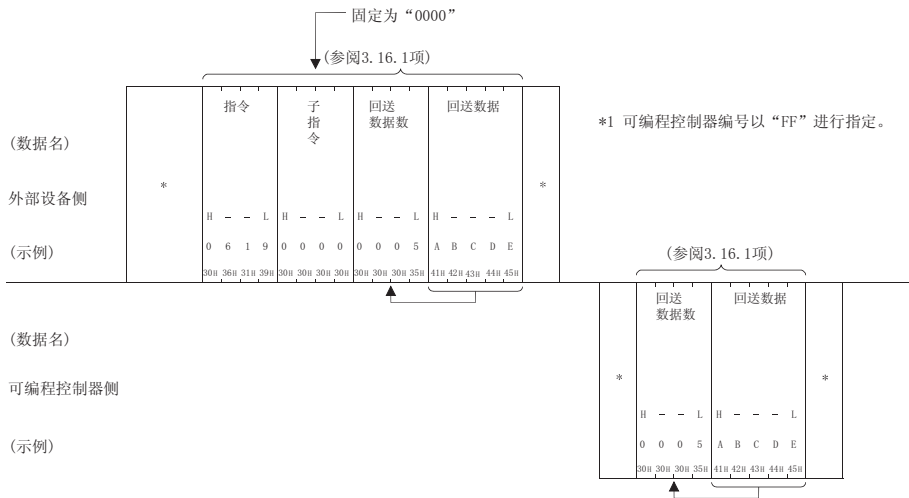 固定为“0000”
(参阅3.16.1项)
指令 子指令 回送数据数 回送数据
*1 可编程控制器编号以“FF”进行指定。
(数据名)
* *
外部设备侧
H - - L H - - L H - - L H - - - L
(示例) 0 6 1 9 0 0 0 0 0 0 0 5 A B C D E
30H 36H 31H 39H 30H 30H 30H 30H 30H 30H 30H 35H 41H 42H 43H 44H 45H
(参阅3.16.1项)
回送数据数 回送数据
(数据名)
* *
可编程控制器侧
H - - L H - - - L
(示例) 0 0 0 5 A B C D E
30H 30H 30H 35H 41H 42H 43H 44H 45H